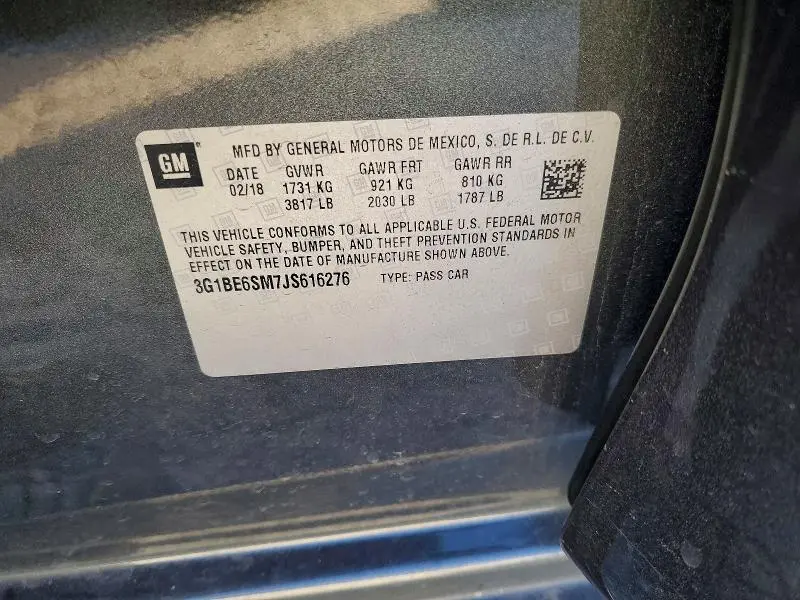 GM
MFD BY GENERAL MOTORS DE MEXICO, S. DE R.L. DE C.V.
DATE GVWR GAWR FRT GAWR RR
02/18 1731 KG 921 KG 810 KG
3817 LB 2030 LB 1787 LB
THIS VEHICLE CONFORMS TO ALL APPLICABLE U.S. FEDERAL MOTOR
VEHICLE SAFETY, BUMPER, AND THEFT PREVENTION STANDARDS IN
EFFECT ON THE DATE OF MANUFACTURE SHOWN ABOVE.
3G1BE6SM7JS616276 TYPE: PASS CAR